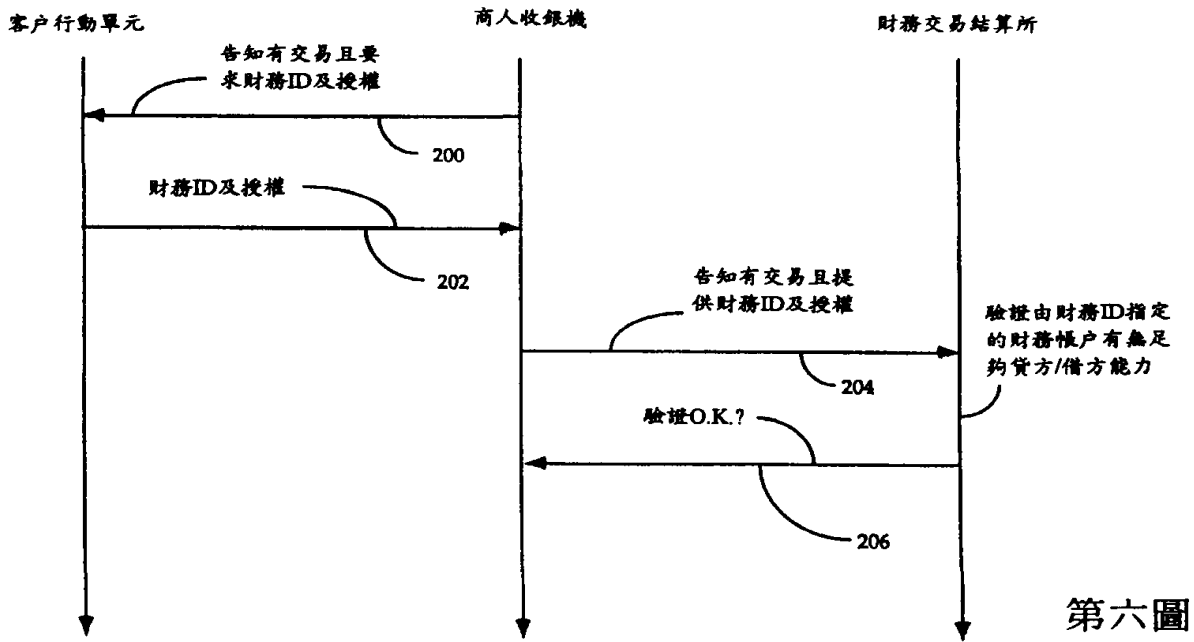 客户行動單元
商人收銀機
財務交易結算所
告知有交易且要
求財務ID及授權
200
財務ID及授權
202
告知有交易且提
供財務ID及授權
204
驗證由財務ID指定
的財務帳户有無足
夠貸方/借方能力
驗證O.K.?
206
第六圖